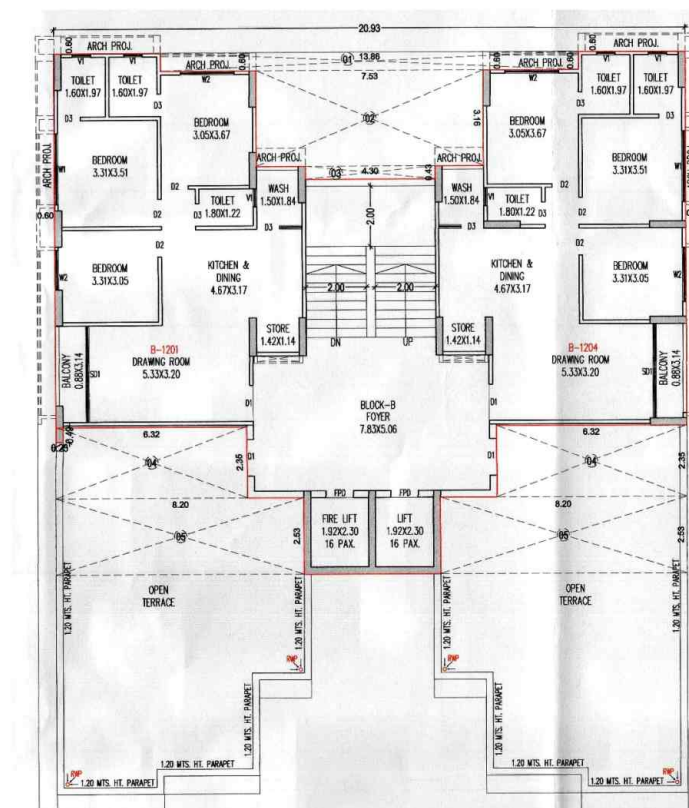 20.93
0.60 ARCH PROJ. 0.60 ARCH PROJ.
V1 V1 ARCH PROJ. 0.60 01 13.86 0.60 ARCH PROJ. V1 V1
7.53
W2 W2
TOILET 1.60X1.97
TOILET 1.60X1.97
TOILET 1.60X1.97
TOILET 1.60X1.97
D3 D3 D3 D3
BEDROOM
3.05X3.67
02
3.16
BEDROOM
3.05X3.67
ARCH PROJ.
W1
BEDROOM
3.31X3.51
ARCH PROJ.
03 4.30
0.43
ARCH PROJ.
BEDROOM
3.31X3.51
W1
0.60
D2
TOILET
1.80X1.22
V1
WASH
1.50X1.84
2.00
WASH
1.50X1.84
V1
TOILET
1.80X1.22
D2
D3 D3 D3 D3
D2 D2
W2
BEDROOM
3.31X3.05
KITCHEN &
DINING
4.67X3.17
2.00 2.00
KITCHEN &
DINING
4.67X3.17
BEDROOM
3.31X3.05
W2
STORE
1.42X1.14
DN UP
STORE
1.42X1.14
BALCONY
0.88X3.14
SD1
B-1201
DRAWING ROOM
5.33X3.20
B-1204
DRAWING ROOM
5.33X3.20
SD1
BALCONY
0.88X3.14
D1
BLOCK-B
FOYER
7.83X5.06
D1
6.32 6.32
04 2.35 D1 D1 04 2.35
8.20 FPD FPD 8.20
05 2.53
FIRE LIFT
1.92X2.30
16 PAX.
LIFT
1.92X2.30
16 PAX.
05 2.53
OPEN
TERRACE
OPEN
TERRACE
1.20 MTS. HT. PARAPET
1.20 MTS. HT. PARAPET
1.20 MTS. HT. PARAPET
RWP RWP
1.20 MTS. HT. PARAPET
1.20 MTS. HT. PARAPET
1.20 MTS. HT. PARAPET 1.20 MTS. HT. PARAPET
RWP RWP
1.20 MTS. HT. PARAPET 1.20 MTS. HT. PARAPET